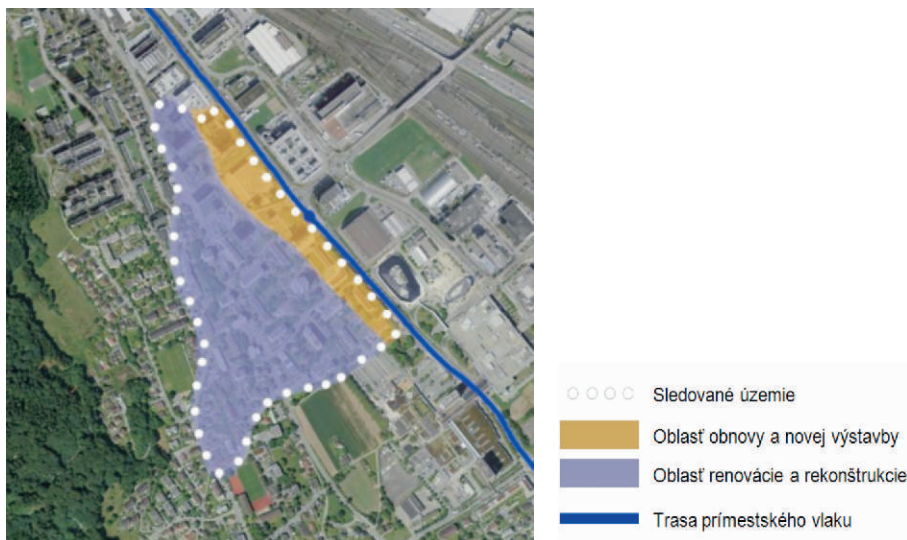 Sledované územie
Oblasť obnovy a novej výstavby
Oblasť renovácie a rekonštrukcie
Trasa prímestského vlaku